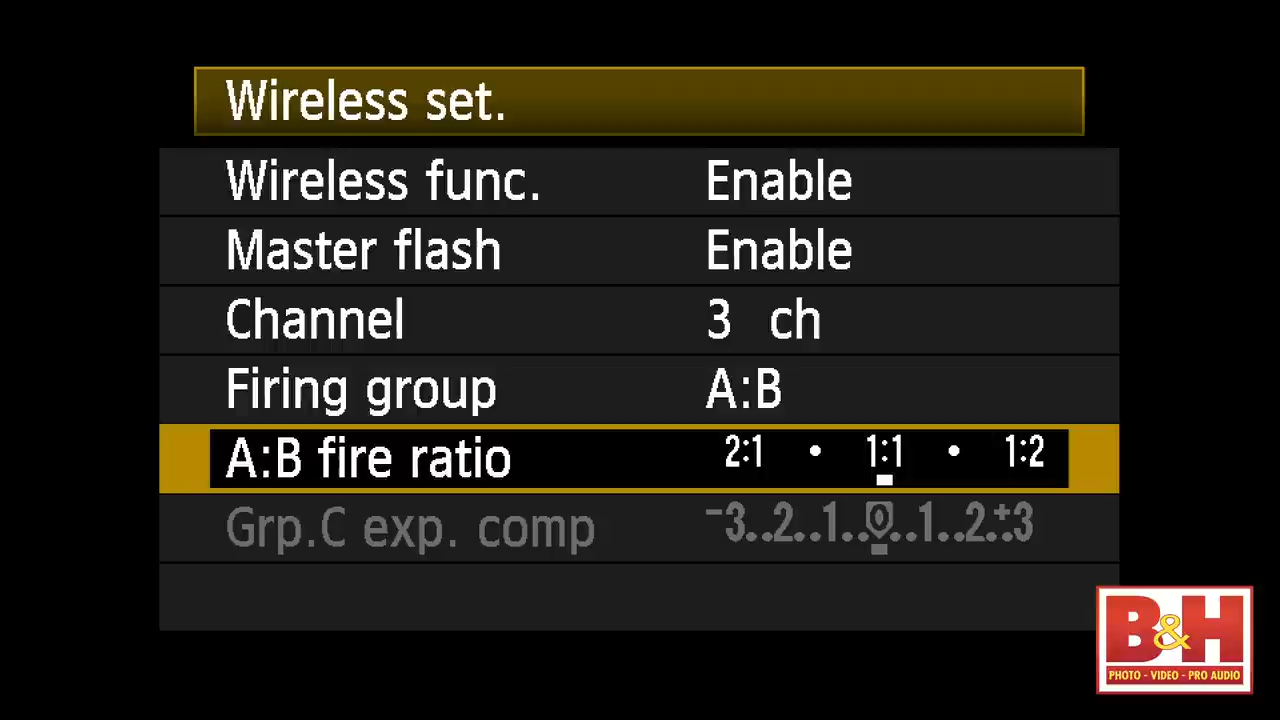 Wireless set.
Wireless func. Enable
Master flash Enable
Channel 3 ch
Firing group A:B
A:B fire ratio 2:1 • 1:1 • 1:2
Grp.C exp. comp -3..2..1..0..1..2..+3
B&H
PHOTO - VIDEO - PRO AUDIO